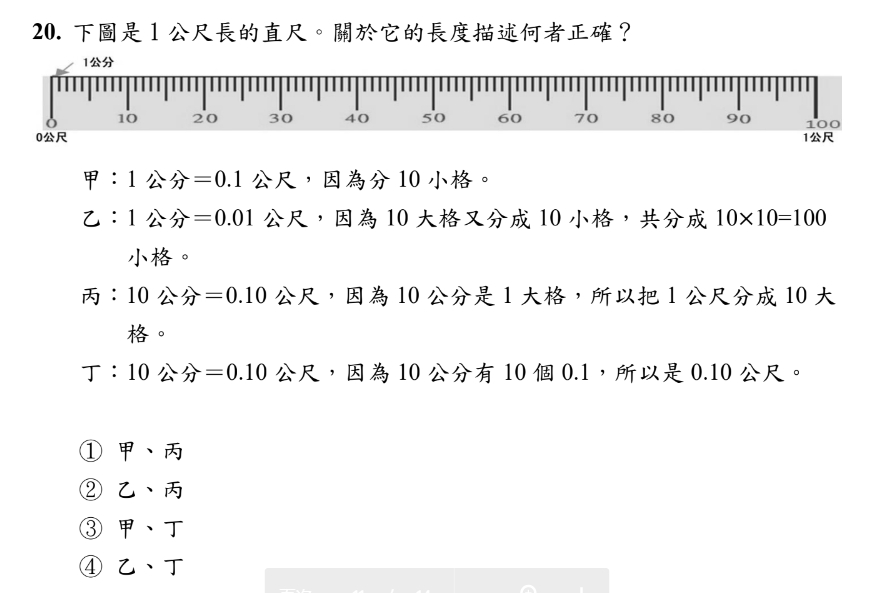 20. 下圖是 1 公尺長的直尺。關於它的長度描述何者正確？
1公分
0 10 20 30 40 50 60 70 80 90 100
0公尺 1公尺
甲：1 公分＝0.1 公尺，因為分 10 小格。
乙：1 公分＝0.01 公尺，因為 10 大格又分成 10 小格，共分成 10×10=100
小格。
丙：10 公分＝0.10 公尺，因為 10 公分是 1 大格，所以把 1 公尺分成 10 大
格。
丁：10 公分＝0.10 公尺，因為 10 公分有 10 個 0.1，所以是 0.10 公尺。
① 甲、丙
② 乙、丙
③ 甲、丁
④ 乙、丁